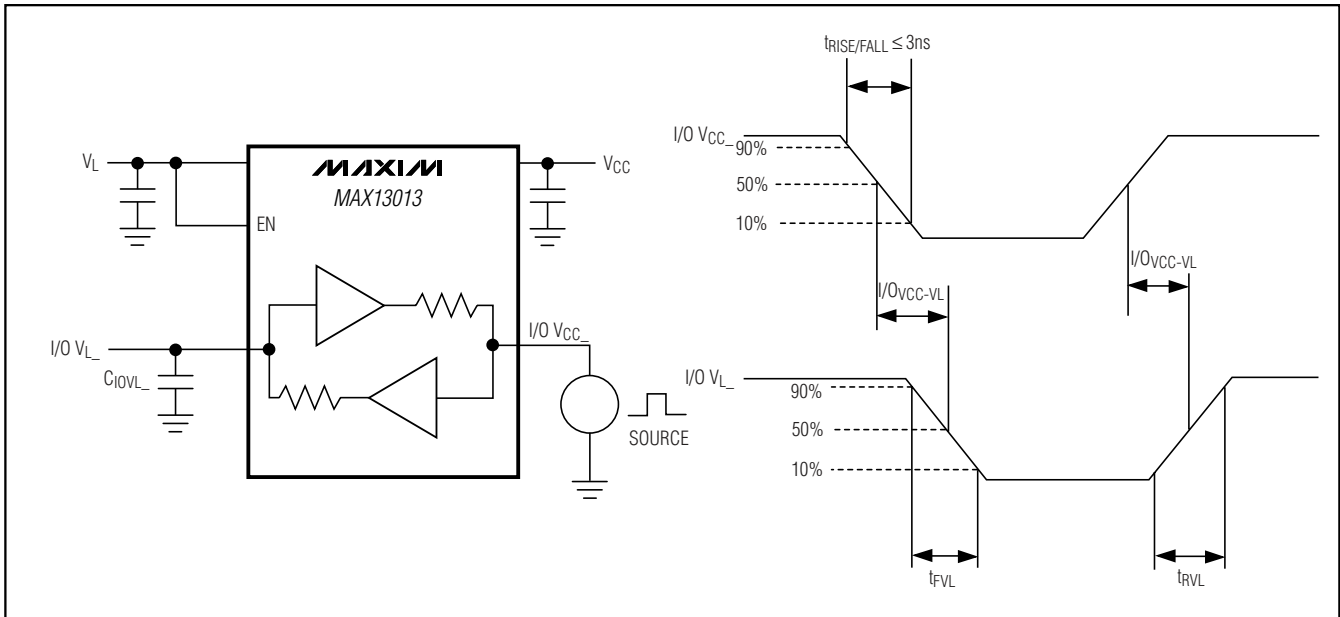 VL
VCC
MAXIM
MAX13013
EN
I/O VL_
CIOVL_
I/O VCC_
SOURCE
tRISE/FALL ≤ 3ns
I/O VCC_
90%
50%
10%
I/OVCC-VL
I/OVCC-VL
I/O VL_
90%
50%
10%
tFVL
tRVL